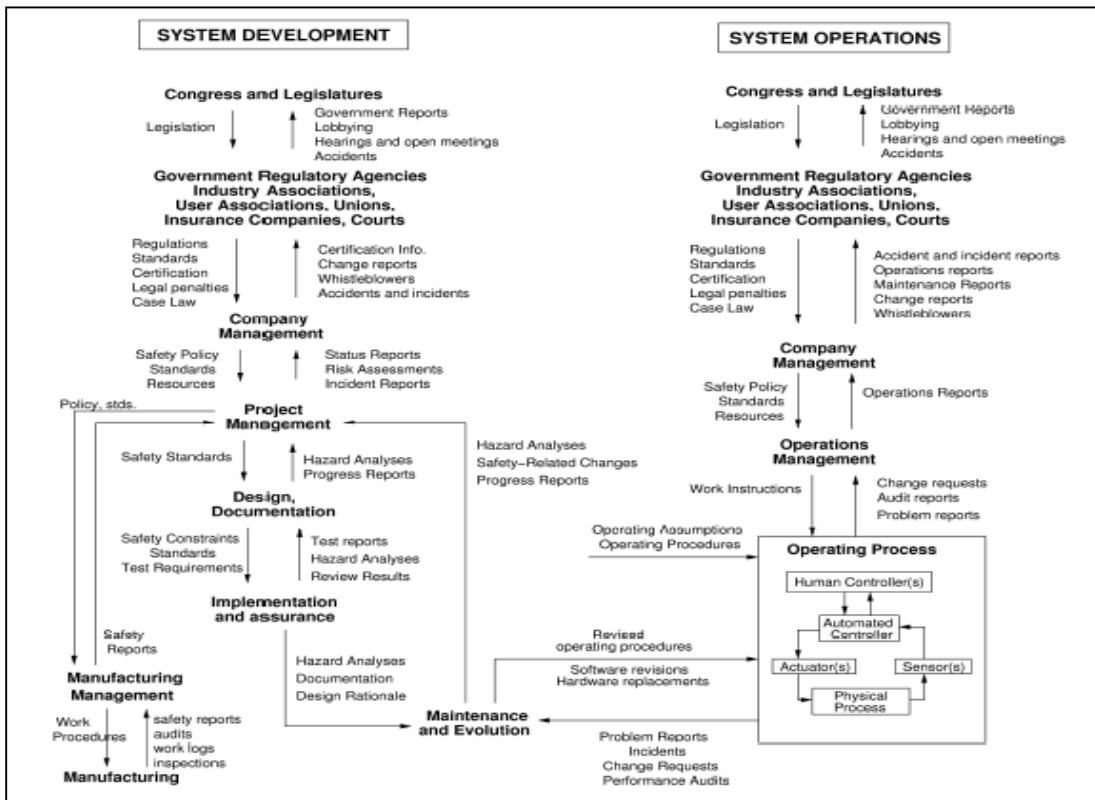 SYSTEM DEVELOPMENT
Congress and Legislatures
Legislation
Government Reports
Lobbying
Hearings and open meetings
Accidents
Government Regulatory Agencies
Industry Associations,
User Associations, Unions,
Insurance Companies, Courts
Regulations
Standards
Certification
Legal penalties
Case Law
Certification Info.
Change reports
Whistleblowers
Accidents and incidents
Company
Management
Safety Policy
Standards
Resources
Status Reports
Risk Assessments
Incident Reports
Policy, stds.
Project
Management
Safety Standards
Hazard Analyses
Progress Reports
Design,
Documentation
Safety Constraints
Standards
Test Requirements
Test reports
Hazard Analyses
Review Results
Implementation
and assurance
Safety
Reports
Hazard Analyses
Documentation
Design Rationale
Manufacturing
Management
Work
Procedures
safety reports
audits
work logs
inspections
Manufacturing
Hazard Analyses
Safety-Related Changes
Progress Reports
Maintenance
and Evolution
SYSTEM OPERATIONS
Congress and Legislatures
Legislation
Government Reports
Lobbying
Hearings and open meetings
Accidents
Government Regulatory Agencies
Industry Associations,
User Associations, Unions,
Insurance Companies, Courts
Regulations
Standards
Certification
Legal penalties
Case Law
Accident and incident reports
Operations reports
Maintenance Reports
Change reports
Whistleblowers
Company
Management
Safety Policy
Standards
Resources
Operations Reports
Operations
Management
Work Instructions
Change requests
Audit reports
Problem reports
Operating Assumptions
Operating Procedures
Operating Process
Human Controller(s)
Automated
Controller
Actuator(s)
Sensor(s)
Physical
Process
Revised
operating procedures
Software revisions
Hardware replacements
Problem Reports
Incidents
Change Requests
Performance Audits